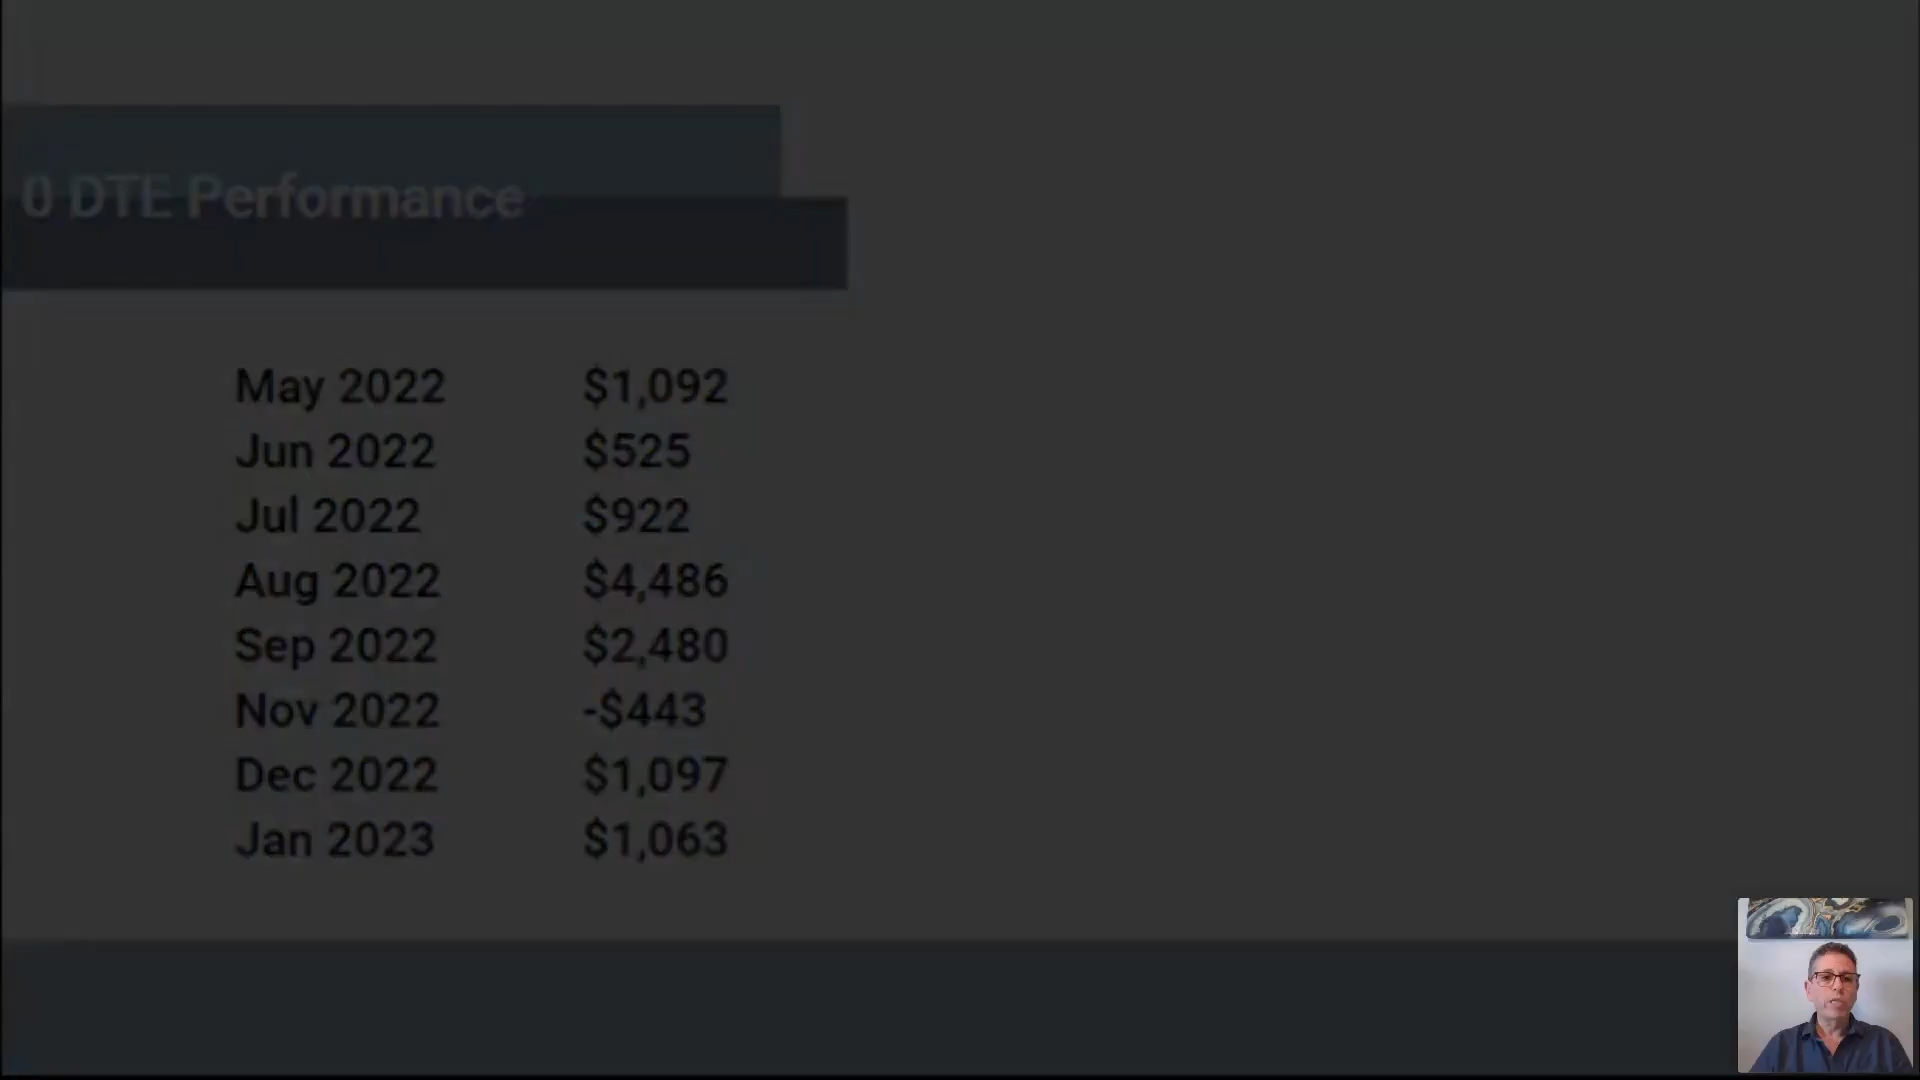 0 DTE Performance
May 2022 $1,092
Jun 2022 $525
Jul 2022 $922
Aug 2022 $4,486
Sep 2022 $2,480
Nov 2022 -$443
Dec 2022 $1,097
Jan 2023 $1,063